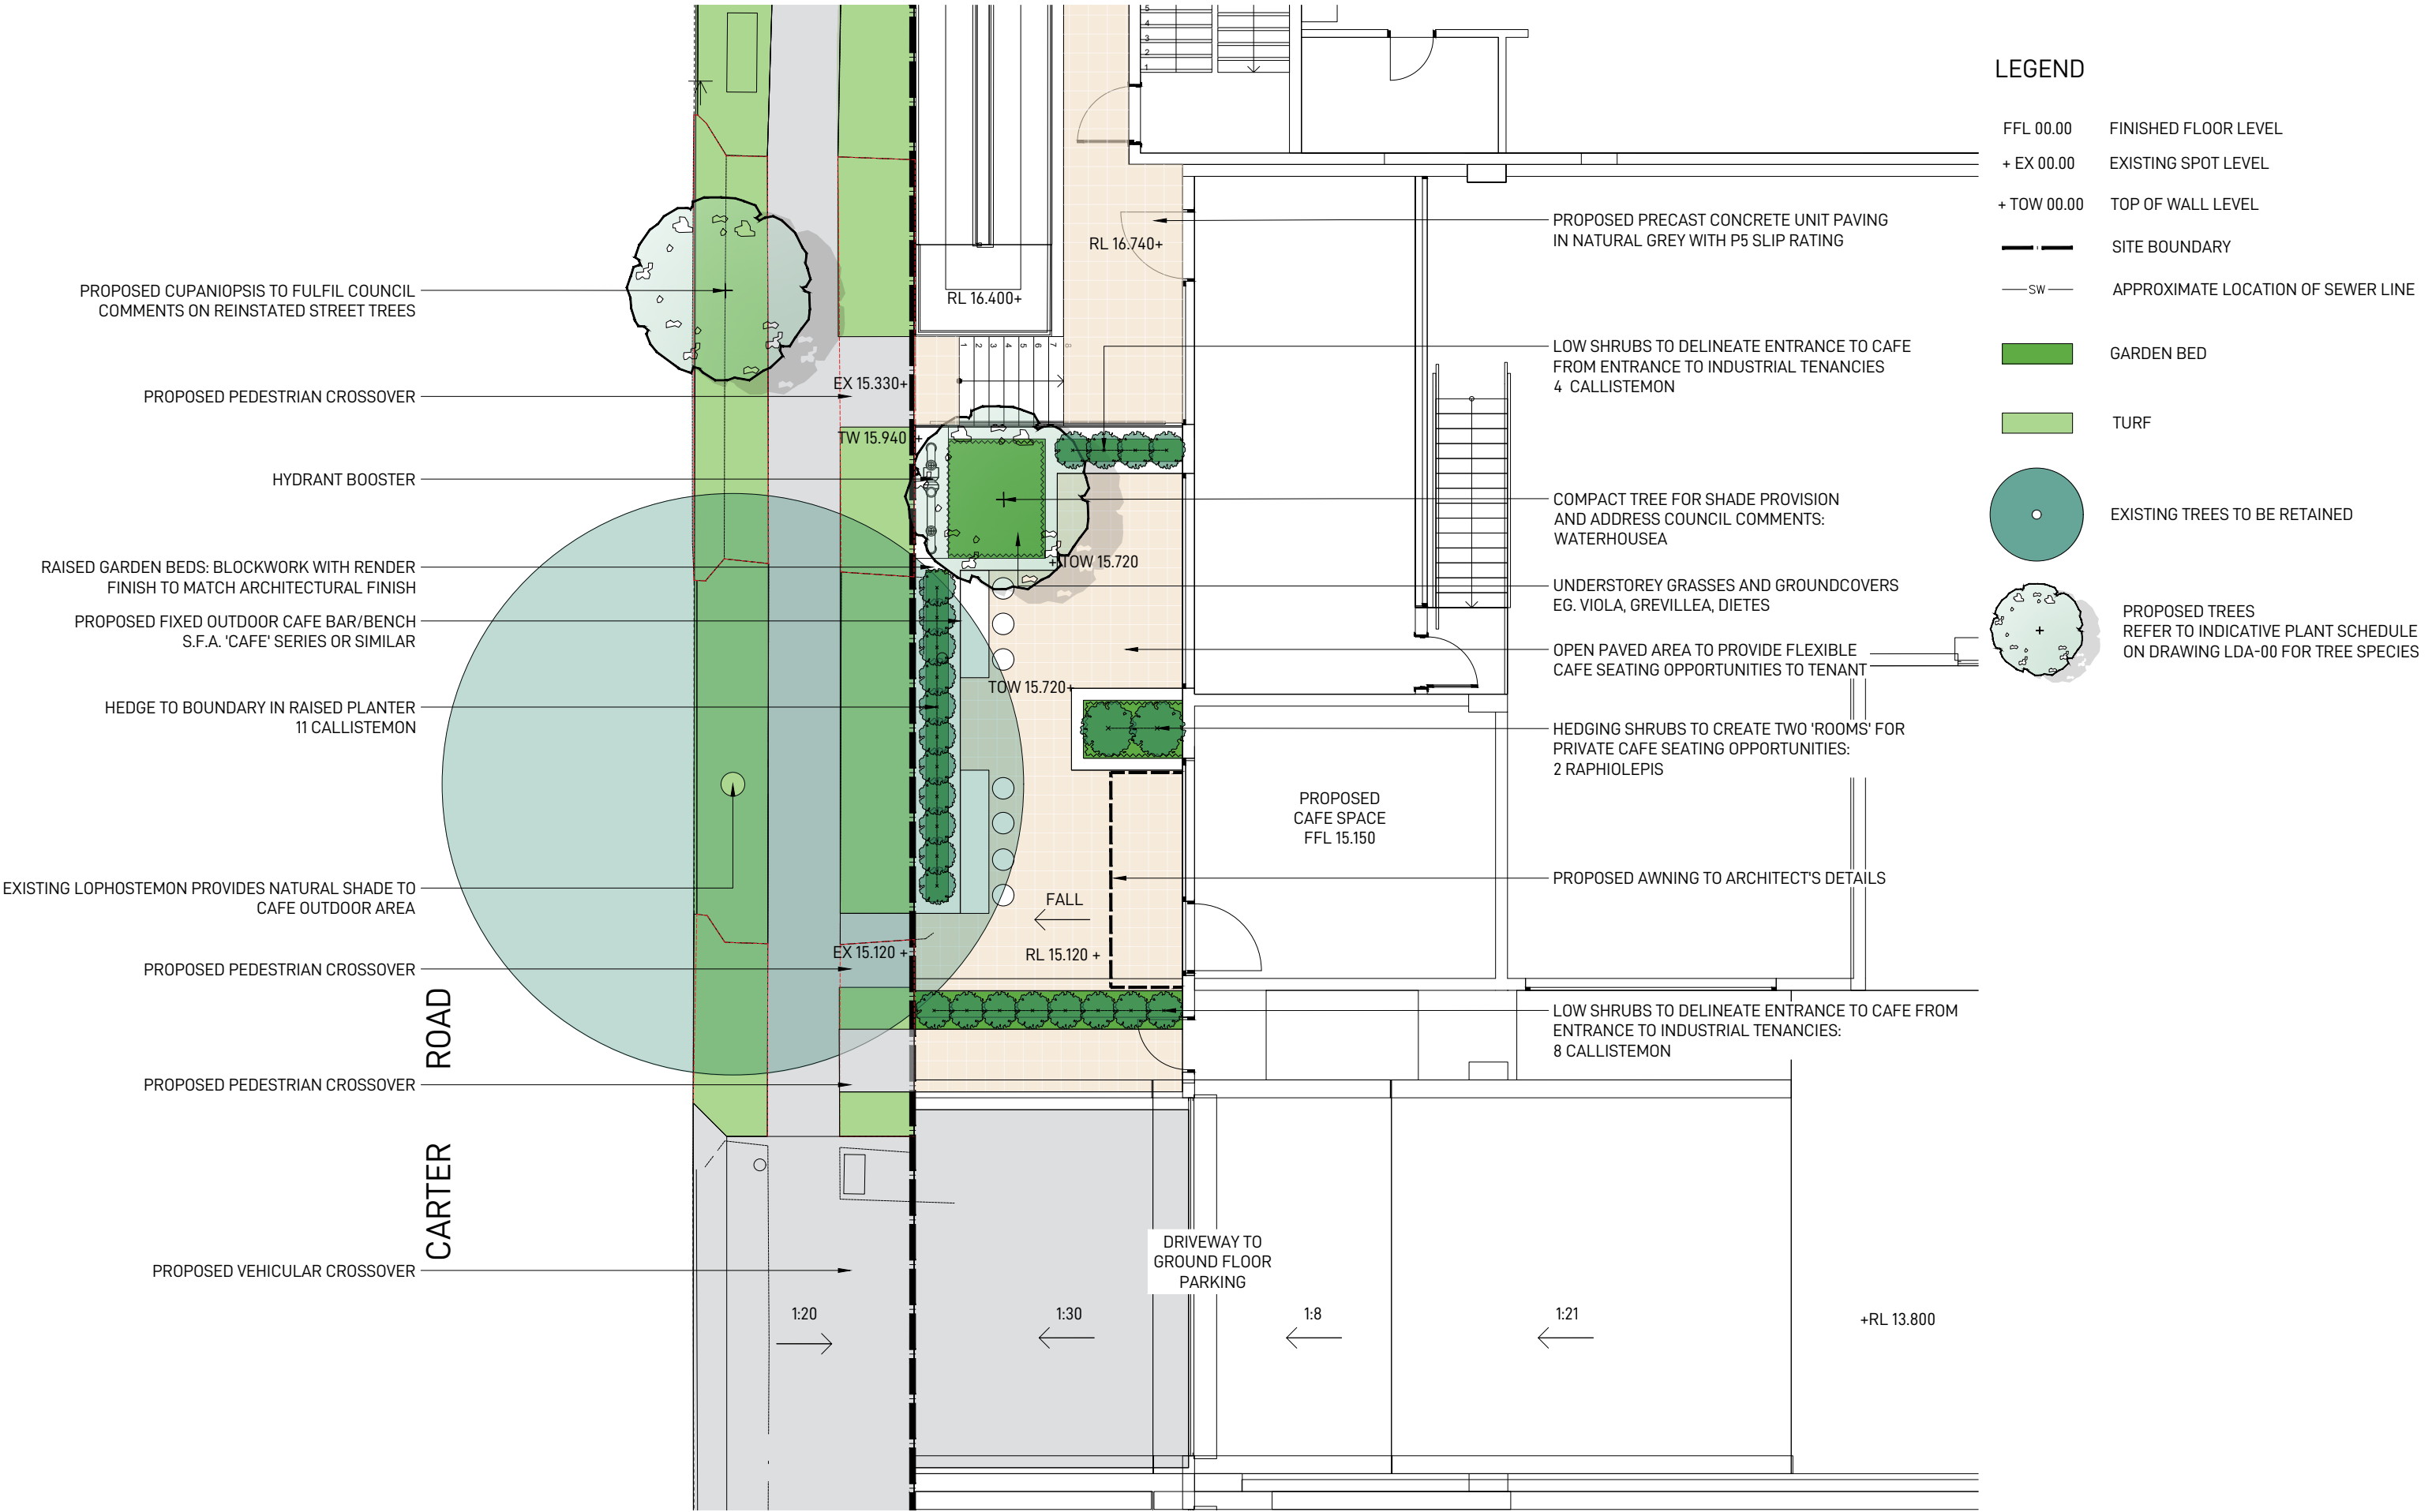 5
4
3
2
1
LEGEND
FFL 00.00 FINISHED FLOOR LEVEL
+ EX 00.00 EXISTING SPOT LEVEL
+ TOW 00.00 TOP OF WALL LEVEL
SITE BOUNDARY
SW APPROXIMATE LOCATION OF SEWER LINE
GARDEN BED
TURF
EXISTING TREES TO BE RETAINED
PROPOSED TREES
REFER TO INDICATIVE PLANT SCHEDULE
ON DRAWING LDA-00 FOR TREE SPECIES
PROPOSED CUPANIOPSIS TO FULFIL COUNCIL
COMMENTS ON REINSTATED STREET TREES
PROPOSED PEDESTRIAN CROSSOVER
HYDRANT BOOSTER
RAISED GARDEN BEDS: BLOCKWORK WITH RENDER
FINISH TO MATCH ARCHITECTURAL FINISH
PROPOSED FIXED OUTDOOR CAFE BAR/BENCH
S.F.A. 'CAFE' SERIES OR SIMILAR
HEDGE TO BOUNDARY IN RAISED PLANTER
11 CALLISTEMON
EXISTING LOPHOSTEMON PROVIDES NATURAL SHADE TO
CAFE OUTDOOR AREA
PROPOSED PEDESTRIAN CROSSOVER
PROPOSED PEDESTRIAN CROSSOVER
PROPOSED VEHICULAR CROSSOVER
CARTER ROAD
RL 16.740+
RL 16.400+
1 2 3 4 5 6 7 8
EX 15.330+
TW 15.940 +
+ TOW 15.720
TOW 15.720+
FALL
EX 15.120 +
RL 15.120 +
PROPOSED
CAFE SPACE
FFL 15.150
PROPOSED PRECAST CONCRETE UNIT PAVING
IN NATURAL GREY WITH P5 SLIP RATING
LOW SHRUBS TO DELINEATE ENTRANCE TO CAFE
FROM ENTRANCE TO INDUSTRIAL TENANCIES
4 CALLISTEMON
COMPACT TREE FOR SHADE PROVISION
AND ADDRESS COUNCIL COMMENTS:
WATERHOUSEA
UNDERSTOREY GRASSES AND GROUNDCOVERS
EG. VIOLA, GREVILLEA, DIETES
OPEN PAVED AREA TO PROVIDE FLEXIBLE
CAFE SEATING OPPORTUNITIES TO TENANT
HEDGING SHRUBS TO CREATE TWO 'ROOMS' FOR
PRIVATE CAFE SEATING OPPORTUNITIES:
2 RAPHIOLEPIS
PROPOSED AWNING TO ARCHITECT'S DETAILS
LOW SHRUBS TO DELINEATE ENTRANCE TO CAFE FROM
ENTRANCE TO INDUSTRIAL TENANCIES:
8 CALLISTEMON
DRIVEWAY TO
GROUND FLOOR
PARKING
1:20
1:30
1:8
1:21
+RL 13.800